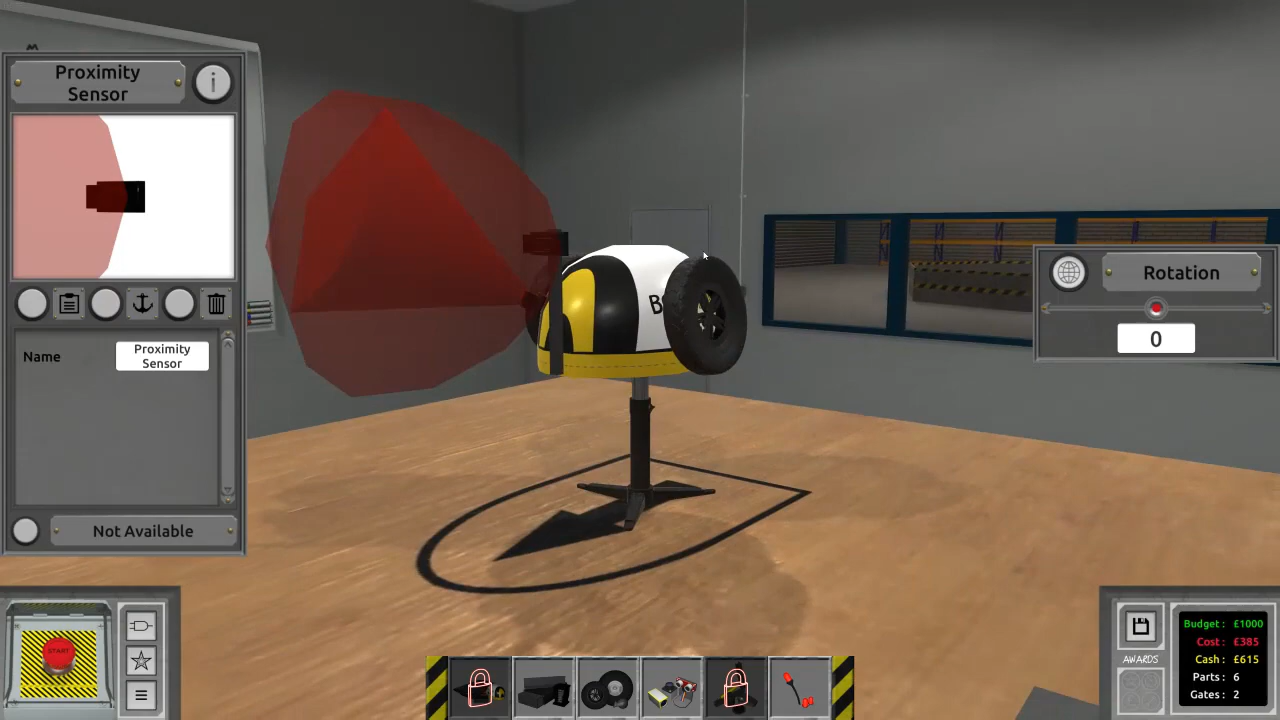 Proximity
Sensor
i
Name
Proximity
Sensor
Not Available
Rotation
0
START
AWARDS
Budget : £1000
Cost : £385
Cash : £615
Parts : 6
Gates : 2